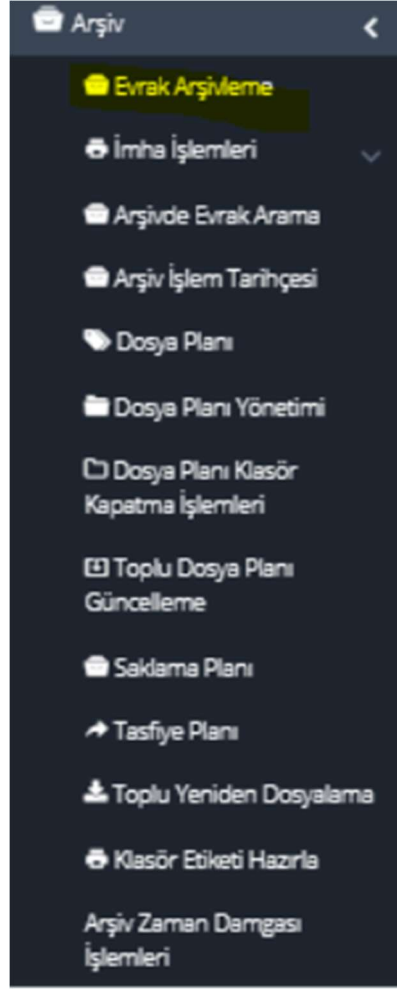 Arşiv
Evrak Arşivleme
İmha İşlemleri
Arşivde Evrak Arama
Arşiv İşlem Tarihçesi
Dosya Planı
Dosya Planı Yönetimi
Dosya Planı Klasör
Kapatma İşlemleri
Toplu Dosya Planı
Güncelleme
Saklama Planı
Tasfiye Planı
Toplu Yeniden Dosyalama
Klasör Etiketi Hazırla
Arşiv Zaman Damgası
İşlemleri